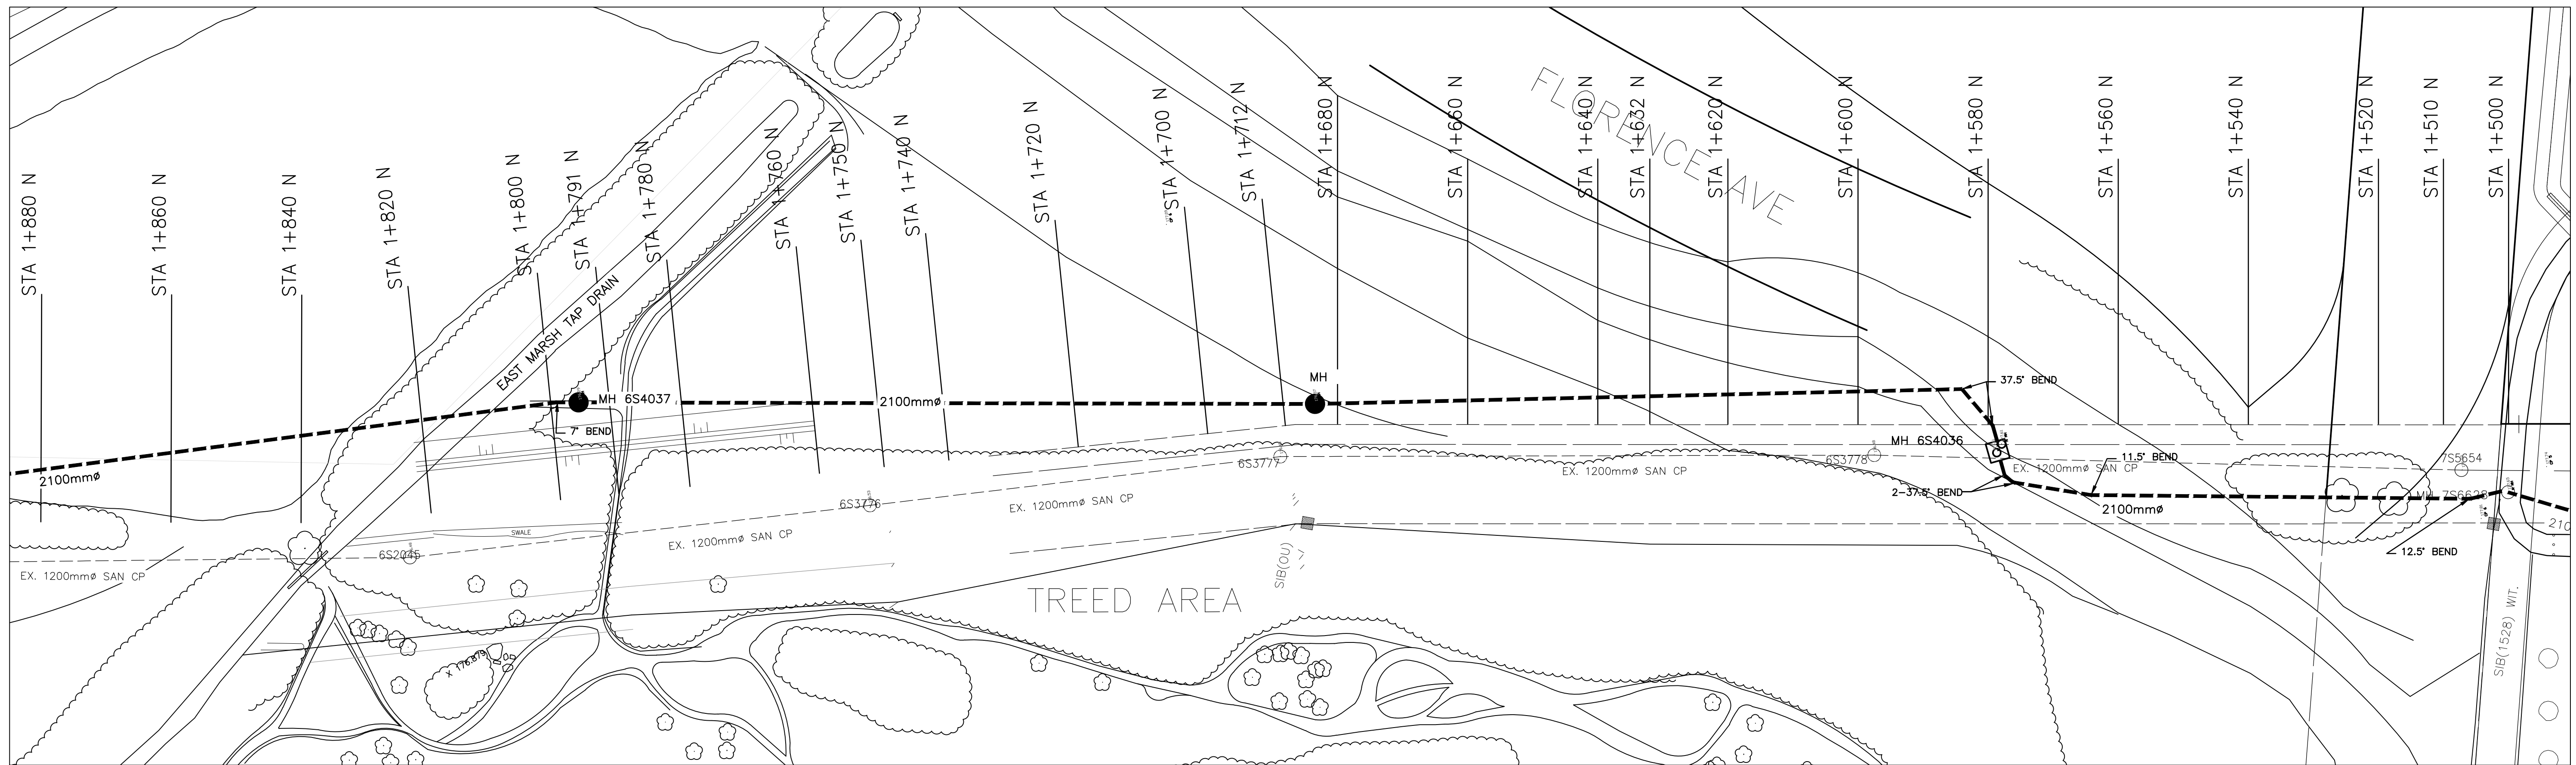 STA 1+880 N
STA 1+860 N
STA 1+840 N
STA 1+820 N
STA 1+800 N
STA 1+791 N
STA 1+780 N
STA 1+760 N
STA 1+750 N
STA 1+740 N
STA 1+720 N
STA 1+700 N
STA 1+712 N
STA 1+680 N
STA 1+660 N
STA 1+640 N
STA 1+632 N
STA 1+620 N
STA 1+600 N
STA 1+580 N
STA 1+560 N
STA 1+540 N
STA 1+520 N
STA 1+510 N
STA 1+500 N
FLORENCE AVE
EAST MARSH TAP DRAIN
MH 6S4037
7° BEND
2100mmø
MH
37.5° BEND
MH 6S4036
11.5° BEND
2-37.5° BEND
2100mmø
12.5° BEND
MH 7S6628
7S5654
210
2100mmø
6S3777
6S3778
6S3776
6S2045
EX. 1200mmø SAN CP
EX. 1200mmø SAN CP
EX. 1200mmø SAN CP
EX. 1200mmø SAN CP
EX. 1200mmø SAN CP
SWALE
SIB(OU)
TREED AREA
X 176.879
SIB(1528) WIT.